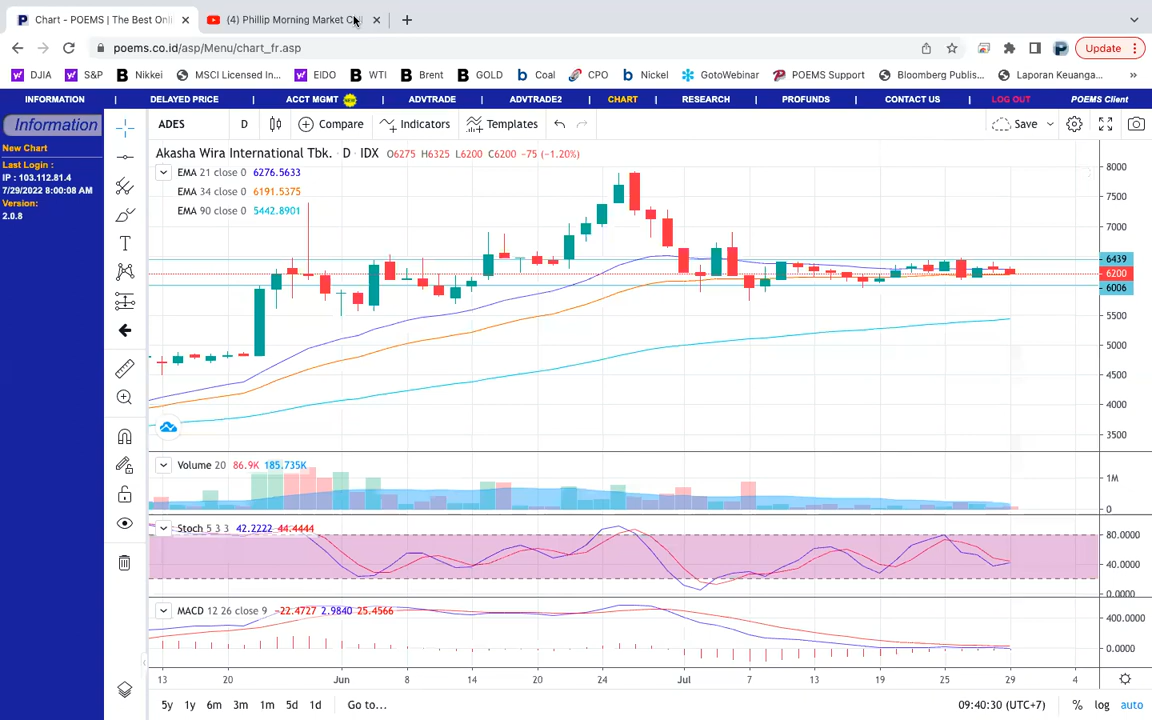 Chart - POEMS | The Best Onli
(4) Phillip Morning Market C
poems.co.id/asp/Menu/chart_fr.asp
Update
DJIA S&P Nikkei MSCI Licensed In... EIDO WTI Brent GOLD Coal CPO Nickel GotoWebinar POEMS Support Bloomberg Publis... Laporan Keuanga... »
INFORMATION | DELAYED PRICE | ACCT MGMT NEW | ADVTRADE | ADVTRADE2 | CHART | RESEARCH | PROFUNDS | CONTACT US | LOG OUT POEMS Client
Information
New Chart
Last Login :
IP : 103.112.81.4
7/29/2022 8:00:08 AM
Version:
2.0.8
ADES D Compare Indicators Templates Save
Akasha Wira International Tbk. · D · IDX O6275 H6325 L6200 C6200 -75 (-1.20%)
EMA 21 close 0 6276.5633
EMA 34 close 0 6191.5375
EMA 90 close 0 5442.8901
8000
7500
7000
6439
6200
6006
5500
5000
4500
4000
3500
Volume 20 86.9K 185.735K
1M
0
Stoch 5 3 3 42.2222 44.4444
80.0000
40.0000
0.0000
MACD 12 26 close 9 -22.4727 2.9840 25.4566
400.0000
0.0000
13 20 Jun 8 14 20 24 Jul 7 13 19 25 29 4
5y 1y 6m 3m 1m 5d 1d Go to... 09:40:30 (UTC+7) % log auto